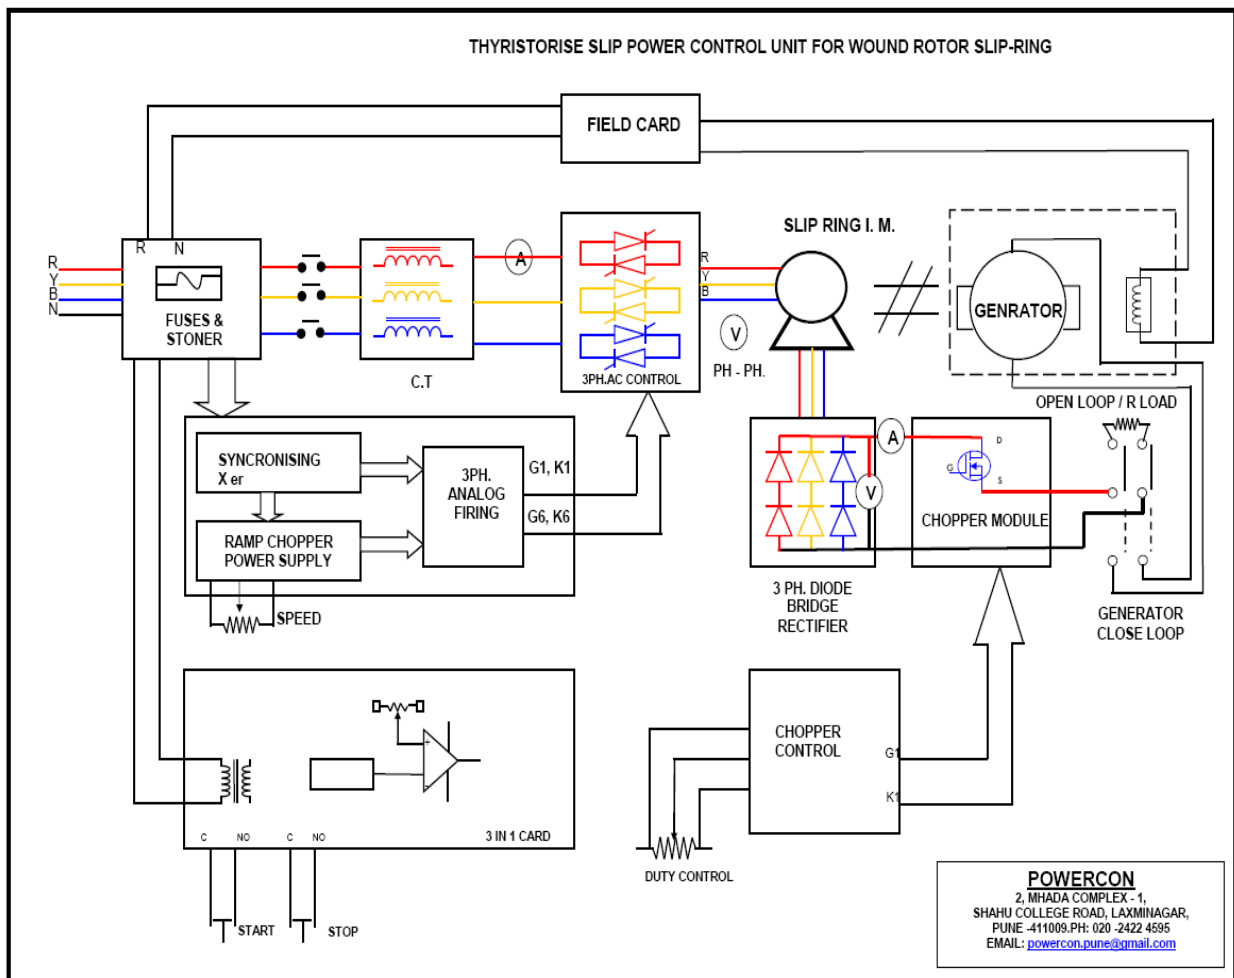 THYRISTORISE SLIP POWER CONTROL UNIT FOR WOUND ROTOR SLIP-RING
FIELD CARD
R N
R
Y
B
N
FUSES &
STONER
C.T
A
3PH.AC CONTROL
R
Y
B
SLIP RING I. M.
V
PH - PH.
GENRATOR
OPEN LOOP / R LOAD
SYNCRONISING
X er
RAMP CHOPPER
POWER SUPPLY
3PH.
ANALOG
FIRING
G1, K1
G6, K6
SPEED
A
V
3 PH. DIODE
BRIDGE
RECTIFIER
D
G
S
CHOPPER MODULE
GENERATOR
CLOSE LOOP
+
-
C NO C NO
3 IN 1 CARD
START
STOP
CHOPPER
CONTROL
G1
K1
DUTY CONTROL
POWERCON
2, MHADA COMPLEX - 1,
SHAHU COLLEGE ROAD, LAXMINAGAR,
PUNE -411009.PH: 020 -2422 4595
EMAIL: powercon.pune@gmail.com